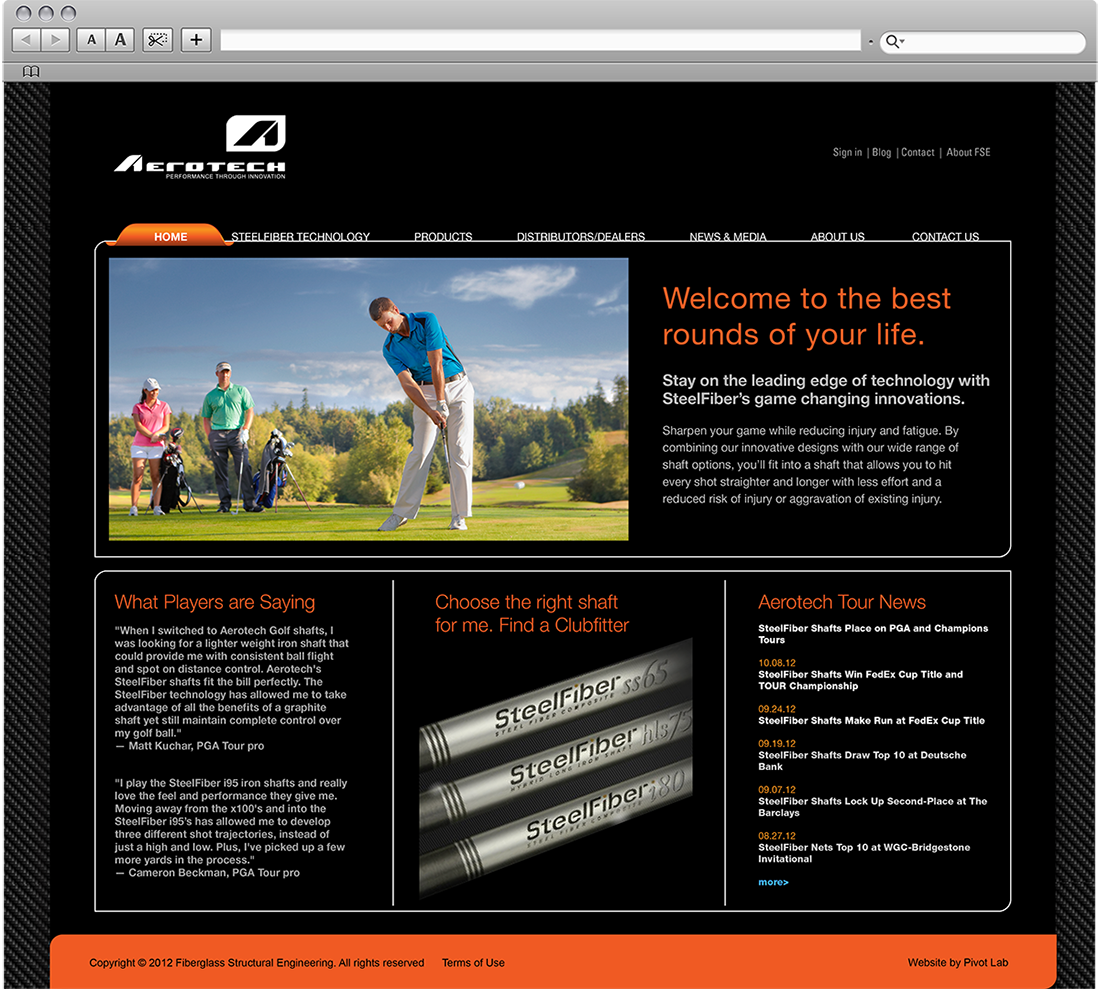 A A +
AEROTECH
PERFORMANCE THROUGH INNOVATION
Sign in | Blog | Contact | About FSE
HOME STEELFIBER TECHNOLOGY PRODUCTS DISTRIBUTORS/DEALERS NEWS & MEDIA ABOUT US CONTACT US
Welcome to the best
rounds of your life.
Stay on the leading edge of technology with
SteelFiber’s game changing innovations.
Sharpen your game while reducing injury and fatigue. By
combining our innovative designs with our wide range of
shaft options, you’ll fit into a shaft that allows you to hit
every shot straighter and longer with less effort and a
reduced risk of injury or aggravation of existing injury.
What Players are Saying
"When I switched to Aerotech Golf shafts, I
was looking for a lighter weight iron shaft that
could provide me with consistent ball flight
and spot on distance control. Aerotech's
SteelFiber shafts fit the bill perfectly. The
SteelFiber technology has allowed me to take
advantage of all the benefits of a graphite
shaft yet still maintain complete control over
my golf ball."
— Matt Kuchar, PGA Tour pro
"I play the SteelFiber i95 iron shafts and really
love the feel and performance they give me.
Moving away from the x100's and into the
SteelFiber i95’s has allowed me to develop
three different shot trajectories, instead of
just a high and low. Plus, I've picked up a few
more yards in the process."
— Cameron Beckman, PGA Tour pro
Choose the right shaft
for me. Find a Clubfitter
SteelFiber ss65
STEEL FIBER COMPOSITE
SteelFiber hls75
HYBRID LONG IRON SHAFT
SteelFiber i80
STEEL FIBER COMPOSITE
Aerotech Tour News
SteelFiber Shafts Place on PGA and Champions
Tours
10.08.12
SteelFiber Shafts Win FedEx Cup Title and
TOUR Championship
09.24.12
SteelFiber Shafts Make Run at FedEx Cup Title
09.19.12
SteelFiber Shafts Draw Top 10 at Deutsche
Bank
09.07.12
SteelFiber Shafts Lock Up Second-Place at The
Barclays
08.27.12
SteelFiber Nets Top 10 at WGC-Bridgestone
Invitational
more>
Copyright © 2012 Fiberglass Structural Engineering. All rights reserved Terms of Use
Website by Pivot Lab